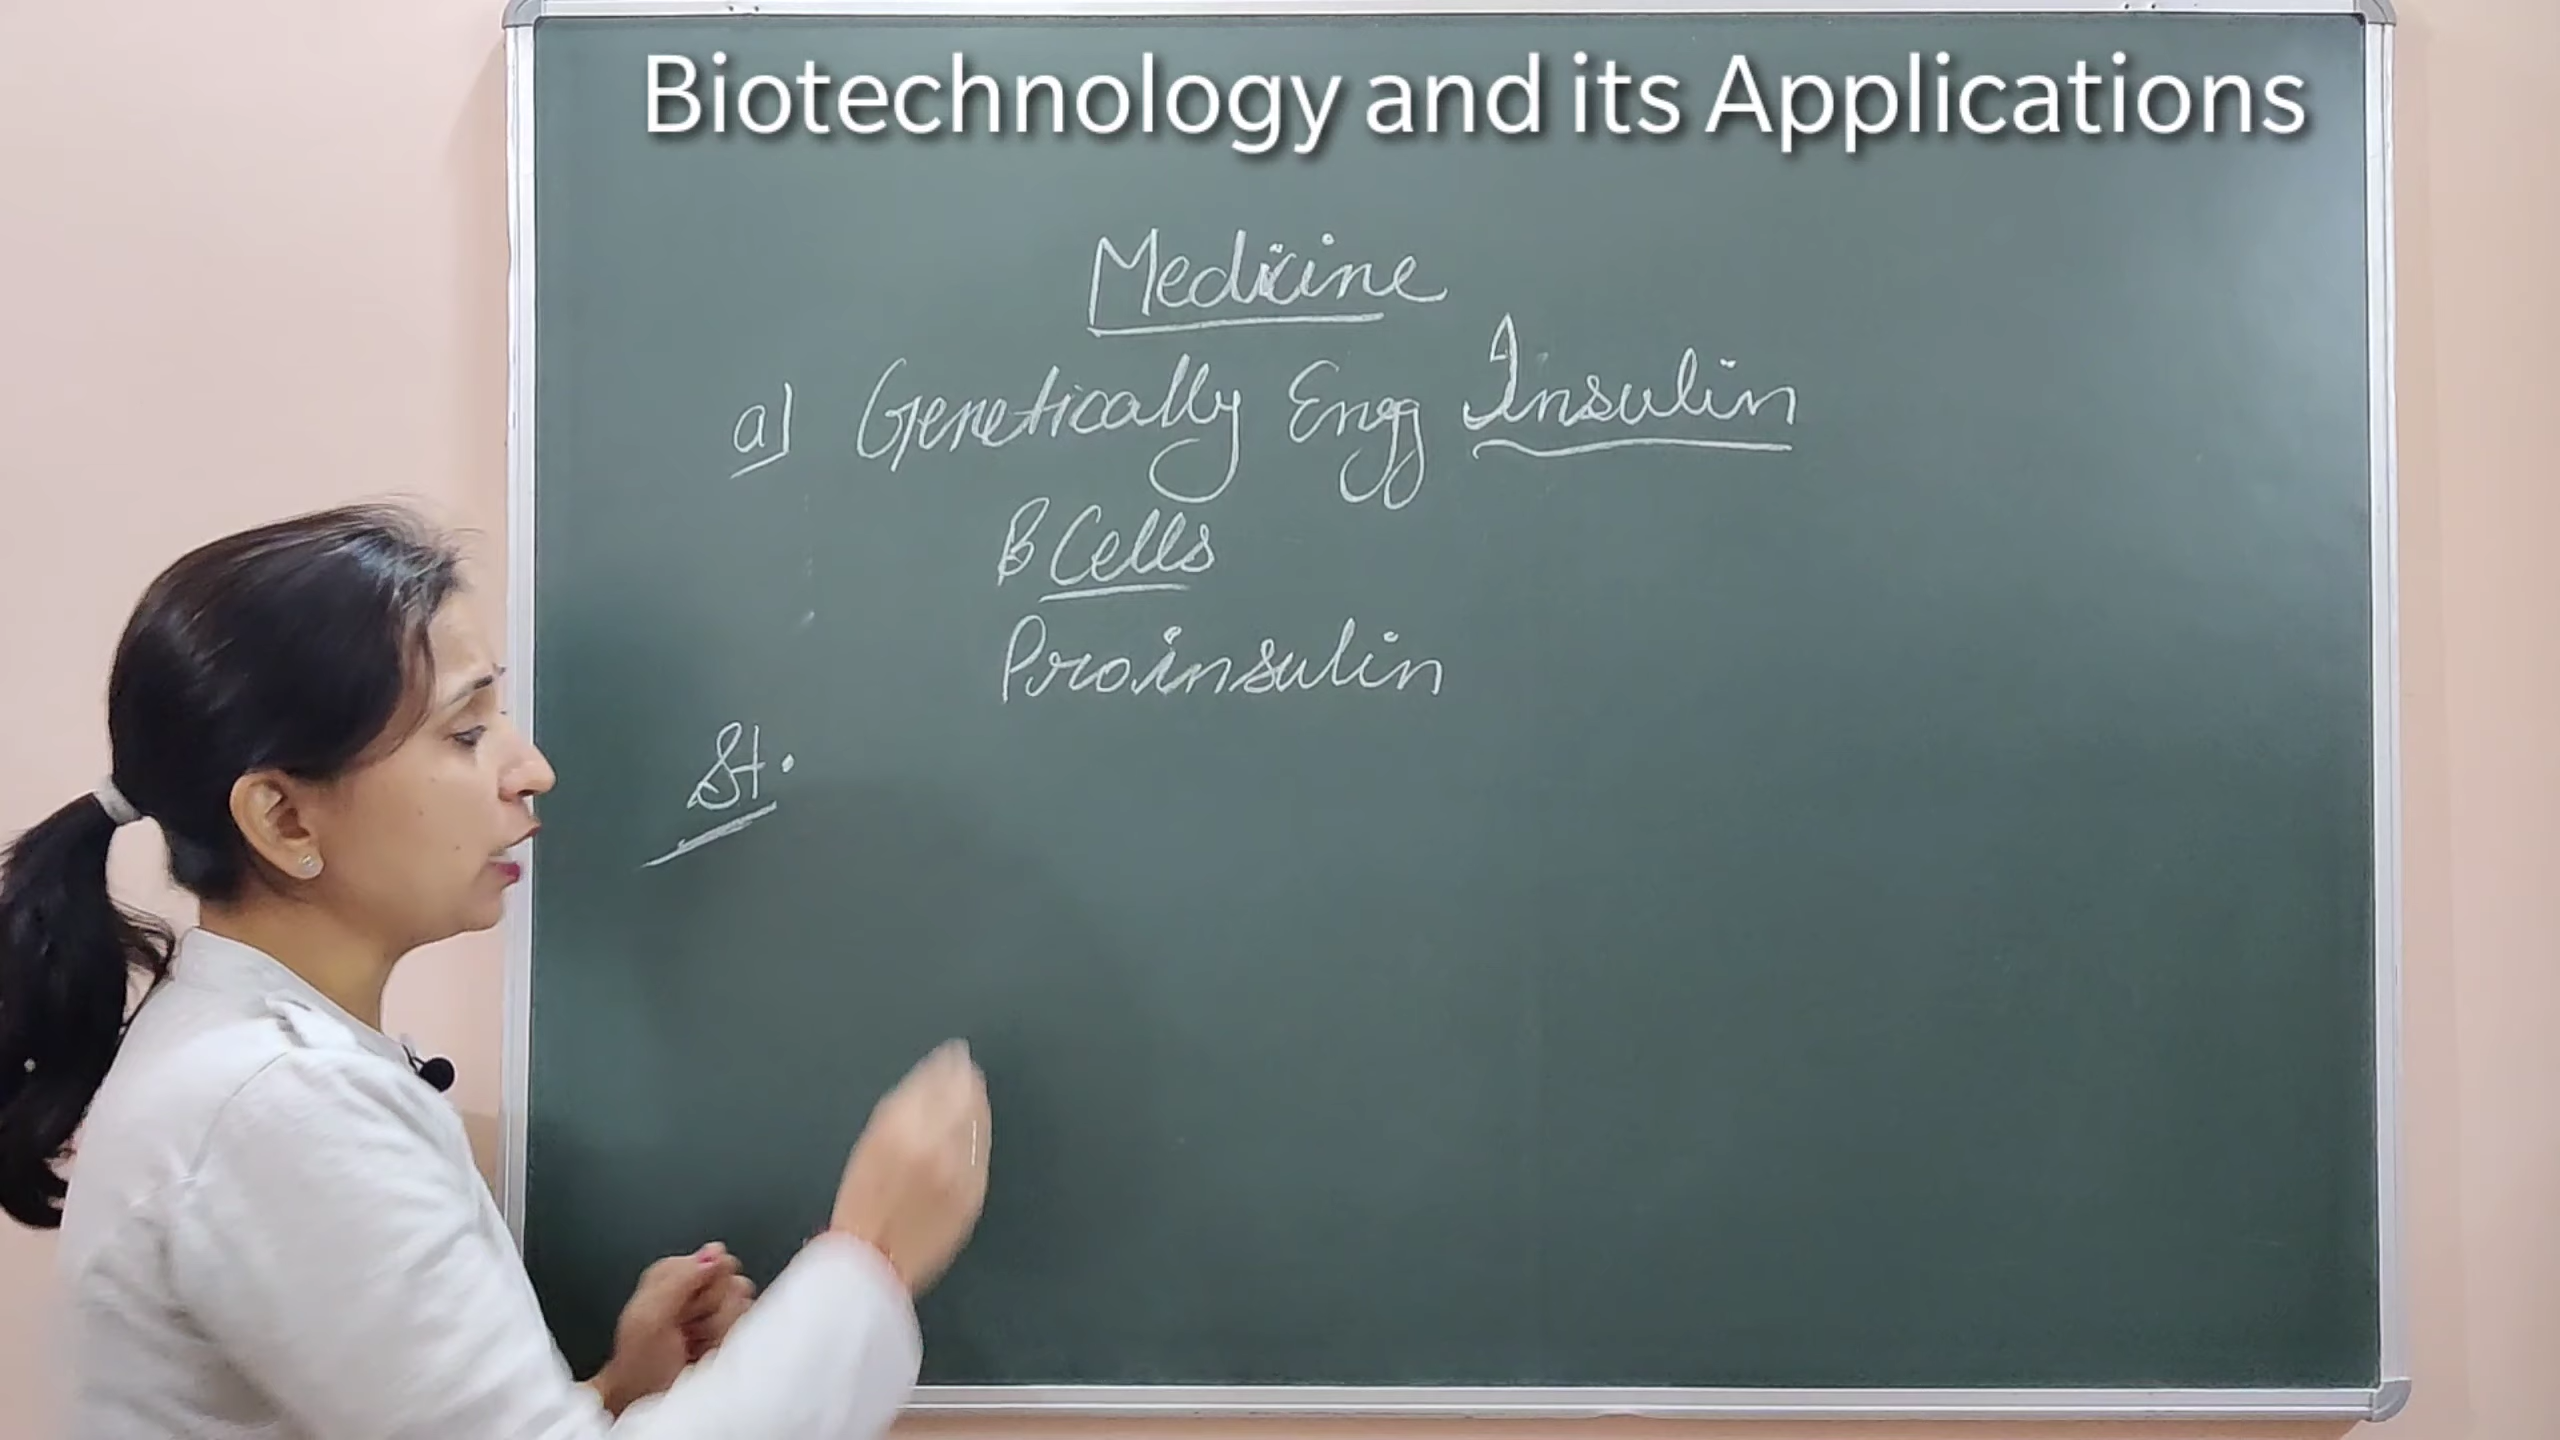 Biotechnology and its Applications
Medicine
a) Genetically Engg Insulin
B Cells
Proinsulin
St.